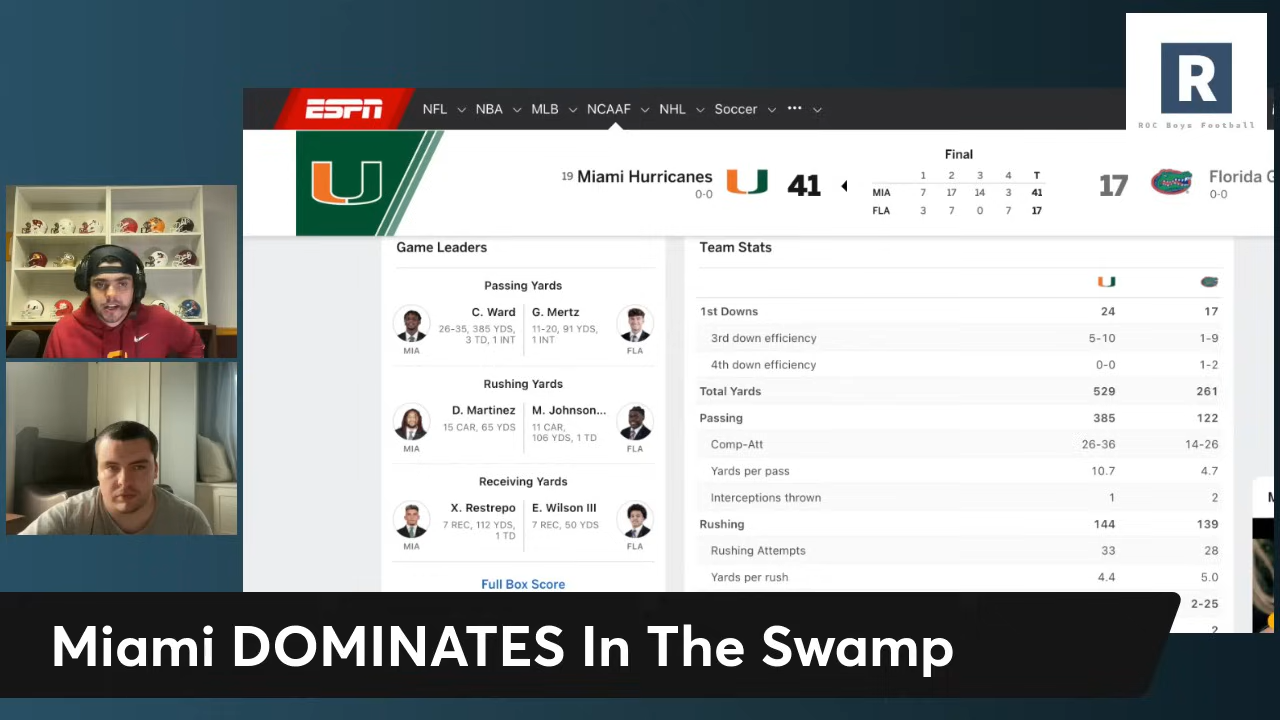 R
ROC Boys Football
ESPN
NFL NBA MLB NCAAF NHL Soccer •••
U
Final
19 Miami Hurricanes
0-0
41
17
Florida G
0-0
1 2 3 4 T
MIA 7 17 14 3 41
FLA 3 7 0 7 17
Game Leaders
Passing Yards
C. Ward
26-35, 385 YDS,
3 TD, 1 INT
MIA
G. Mertz
11-20, 91 YDS,
1 INT
FLA
Rushing Yards
D. Martinez
15 CAR, 65 YDS
MIA
M. Johnson...
11 CAR,
106 YDS, 1 TD
FLA
Receiving Yards
X. Restrepo
7 REC, 112 YDS,
1 TD
MIA
E. Wilson III
7 REC, 50 YDS
FLA
Full Box Score
Team Stats
1st Downs 24 17
3rd down efficiency 5-10 1-9
4th down efficiency 0-0 1-2
Total Yards 529 261
Passing 385 122
Comp-Att 26-36 14-26
Yards per pass 10.7 4.7
Interceptions thrown 1 2
Rushing 144 139
Rushing Attempts 33 28
Yards per rush 4.4 5.0
2-25
Miami DOMINATES In The Swamp